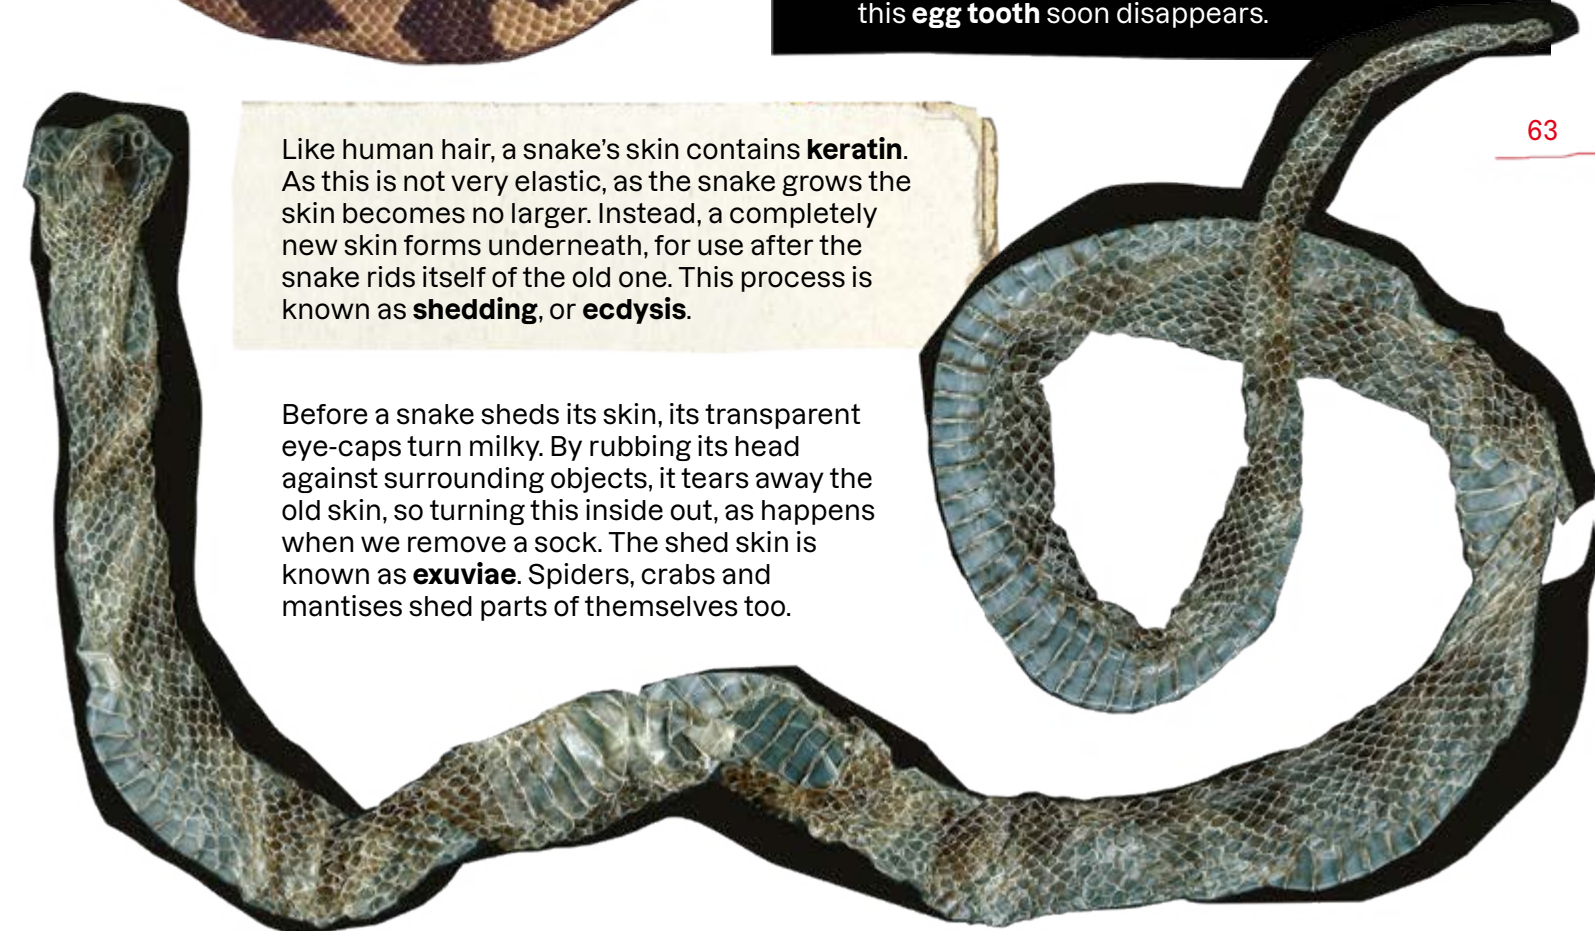 this egg tooth soon disappears.
63
Like human hair, a snake’s skin contains keratin.
As this is not very elastic, as the snake grows the
skin becomes no larger. Instead, a completely
new skin forms underneath, for use after the
snake rids itself of the old one. This process is
known as shedding, or ecdysis.
Before a snake sheds its skin, its transparent
eye-caps turn milky. By rubbing its head
against surrounding objects, it tears away the
old skin, so turning this inside out, as happens
when we remove a sock. The shed skin is
known as exuviae. Spiders, crabs and
mantises shed parts of themselves too.